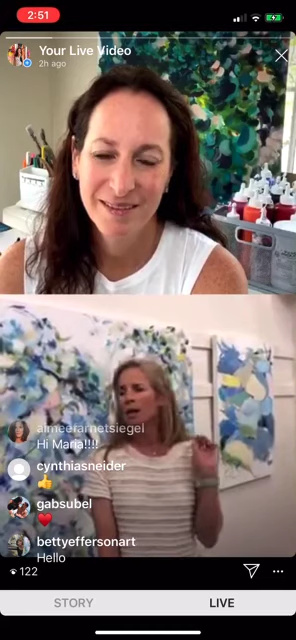 2:51
Your Live Video
2h ago
aimeefarnetsiegel
Hi Maria!!!!
cynthiasneider
👍
gabsubel
❤️
bettyeffersonart
Hello
122
STORY
LIVE